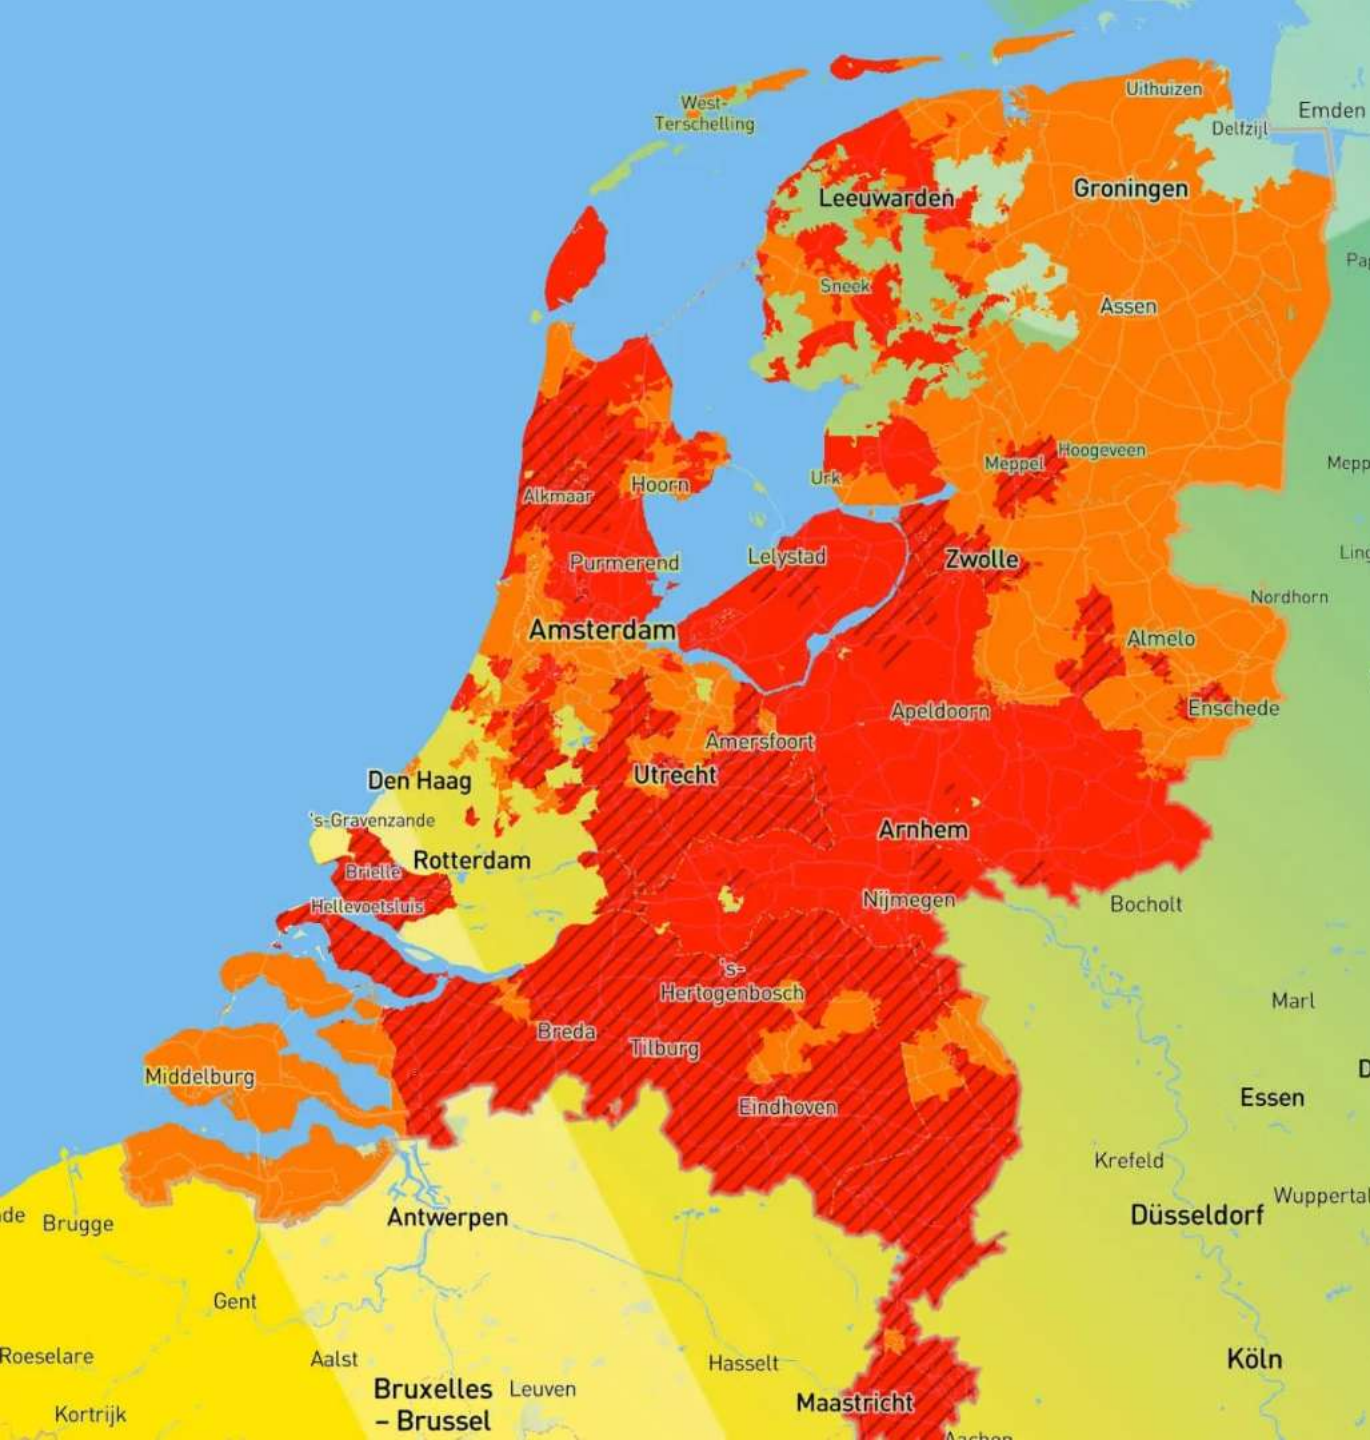 Uithuizen
Emden
West-
Terschelling
Delfzijl
Groningen
Leeuwarden
Sneek
Assen
Meppel
Hoogeveen
Urk
Hoorn
Alkmaar
Purmerend
Lelystad
Zwolle
Nordhorn
Amsterdam
Almelo
Enschede
Apeldoorn
Amersfoort
Utrecht
Den Haag
's-Gravenzande
Arnhem
Rotterdam
Brielle
Hellevoetsluis
Nijmegen
Bocholt
's-
Hertogenbosch
Marl
Breda
Tilburg
Middelburg
Eindhoven
Essen
Krefeld
Wupperta
Düsseldorf
Antwerpen
Brugge
Gent
Roeselare
Aalst
Hasselt
Köln
Bruxelles
– Brussel
Leuven
Maastricht
Kortrijk